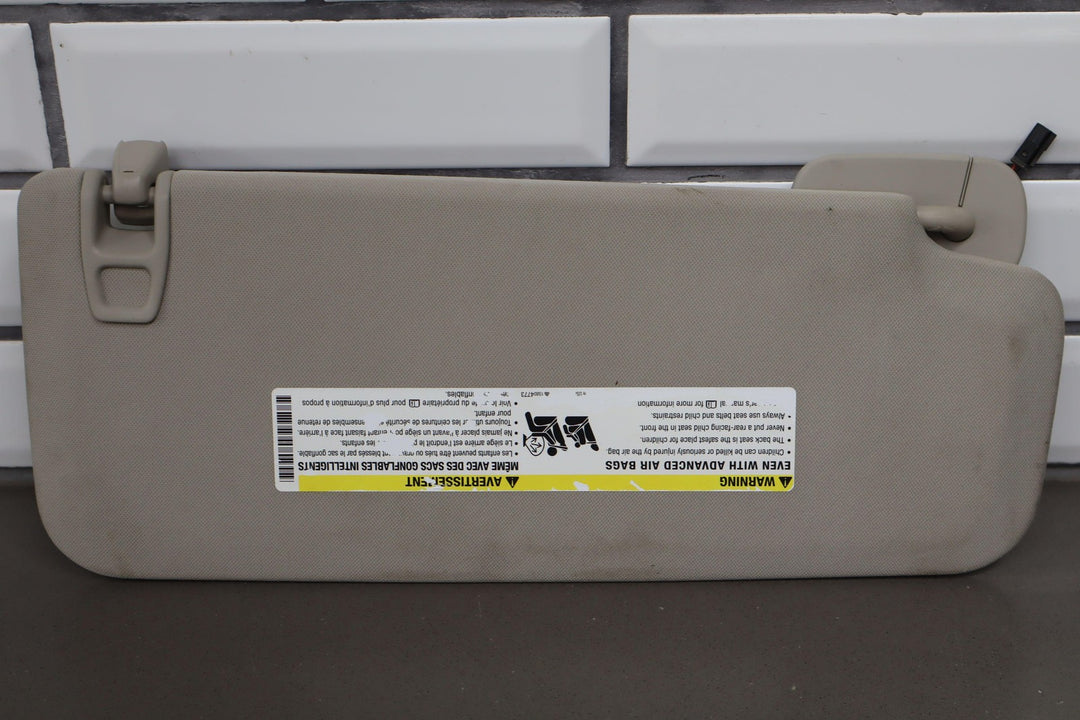 WARNING
EVEN WITH ADVANCED AIR BAGS
• Children can be killed or seriously injured by the air bag.
• The back seat is the safest place for children.
• Never put a rear-facing child seat in the front.
• Always use seat belts and child restraints.
for more information
AVERTISSEMENT
MÊME AVEC DES SACS GONFLABLES INTELLIGENTS
• Les enfants peuvent être tués ou blessés par le sac gonflable.
• Le siège arrière est l'endroit le les enfants.
• Ne jamais placer à l'avant un siège faisant face à l'arrière.
• Toujours les ceintures de sécurité ensembles de retenue
pour enfant.
• Voir le du propriétaire pour plus d'information à propos
gonflables.